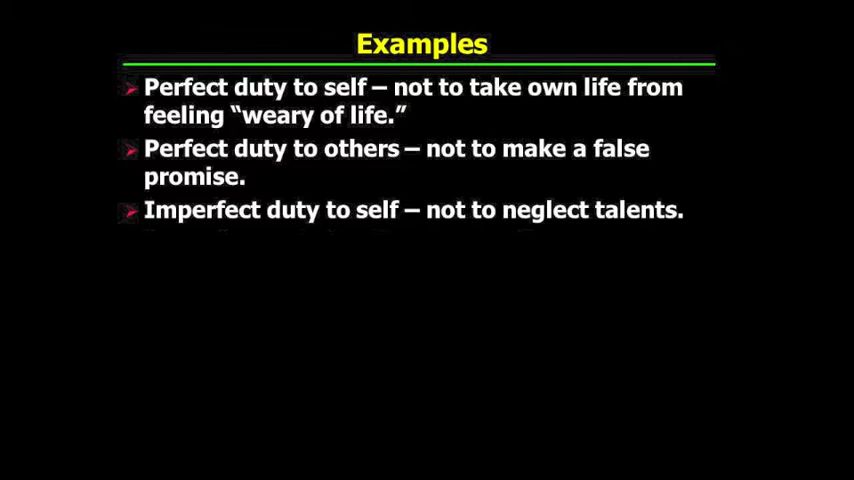 Examples
Perfect duty to self – not to take own life from
feeling “weary of life.”
Perfect duty to others – not to make a false
promise.
Imperfect duty to self – not to neglect talents.